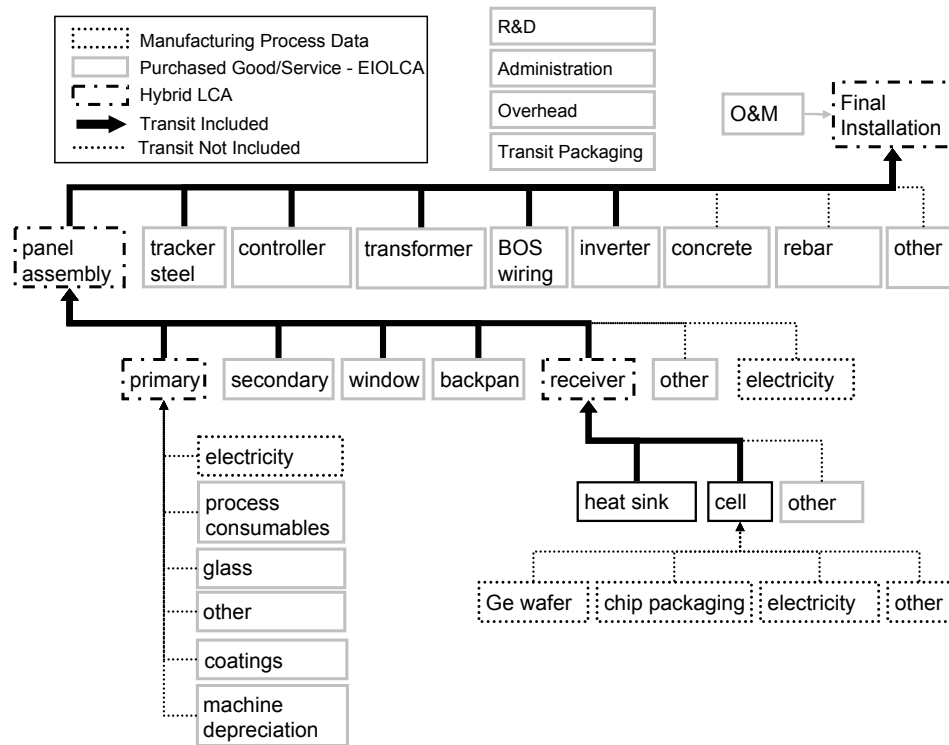 Manufacturing Process Data
Purchased Good/Service - EIOLCA
Hybrid LCA
Transit Included
Transit Not Included
R&D
Administration
Overhead
Transit Packaging
O&M
Final
Installation
panel
assembly
tracker
steel
controller
transformer
BOS
wiring
inverter
concrete
rebar
other
primary
secondary
window
backpan
receiver
other
electricity
electricity
process
consumables
glass
other
coatings
machine
depreciation
heat sink
cell
other
Ge wafer
chip packaging
electricity
other